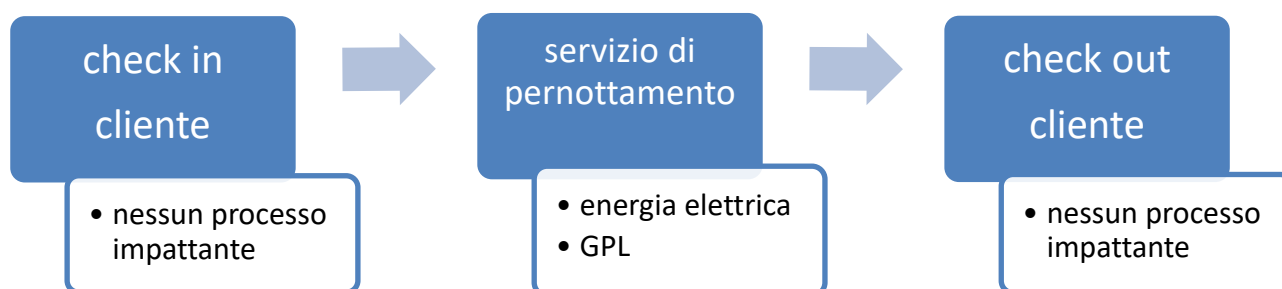 check in
cliente
• nessun processo
impattante
servizio di
pernottamento
• energia elettrica
• GPL
check out
cliente
• nessun processo
impattante